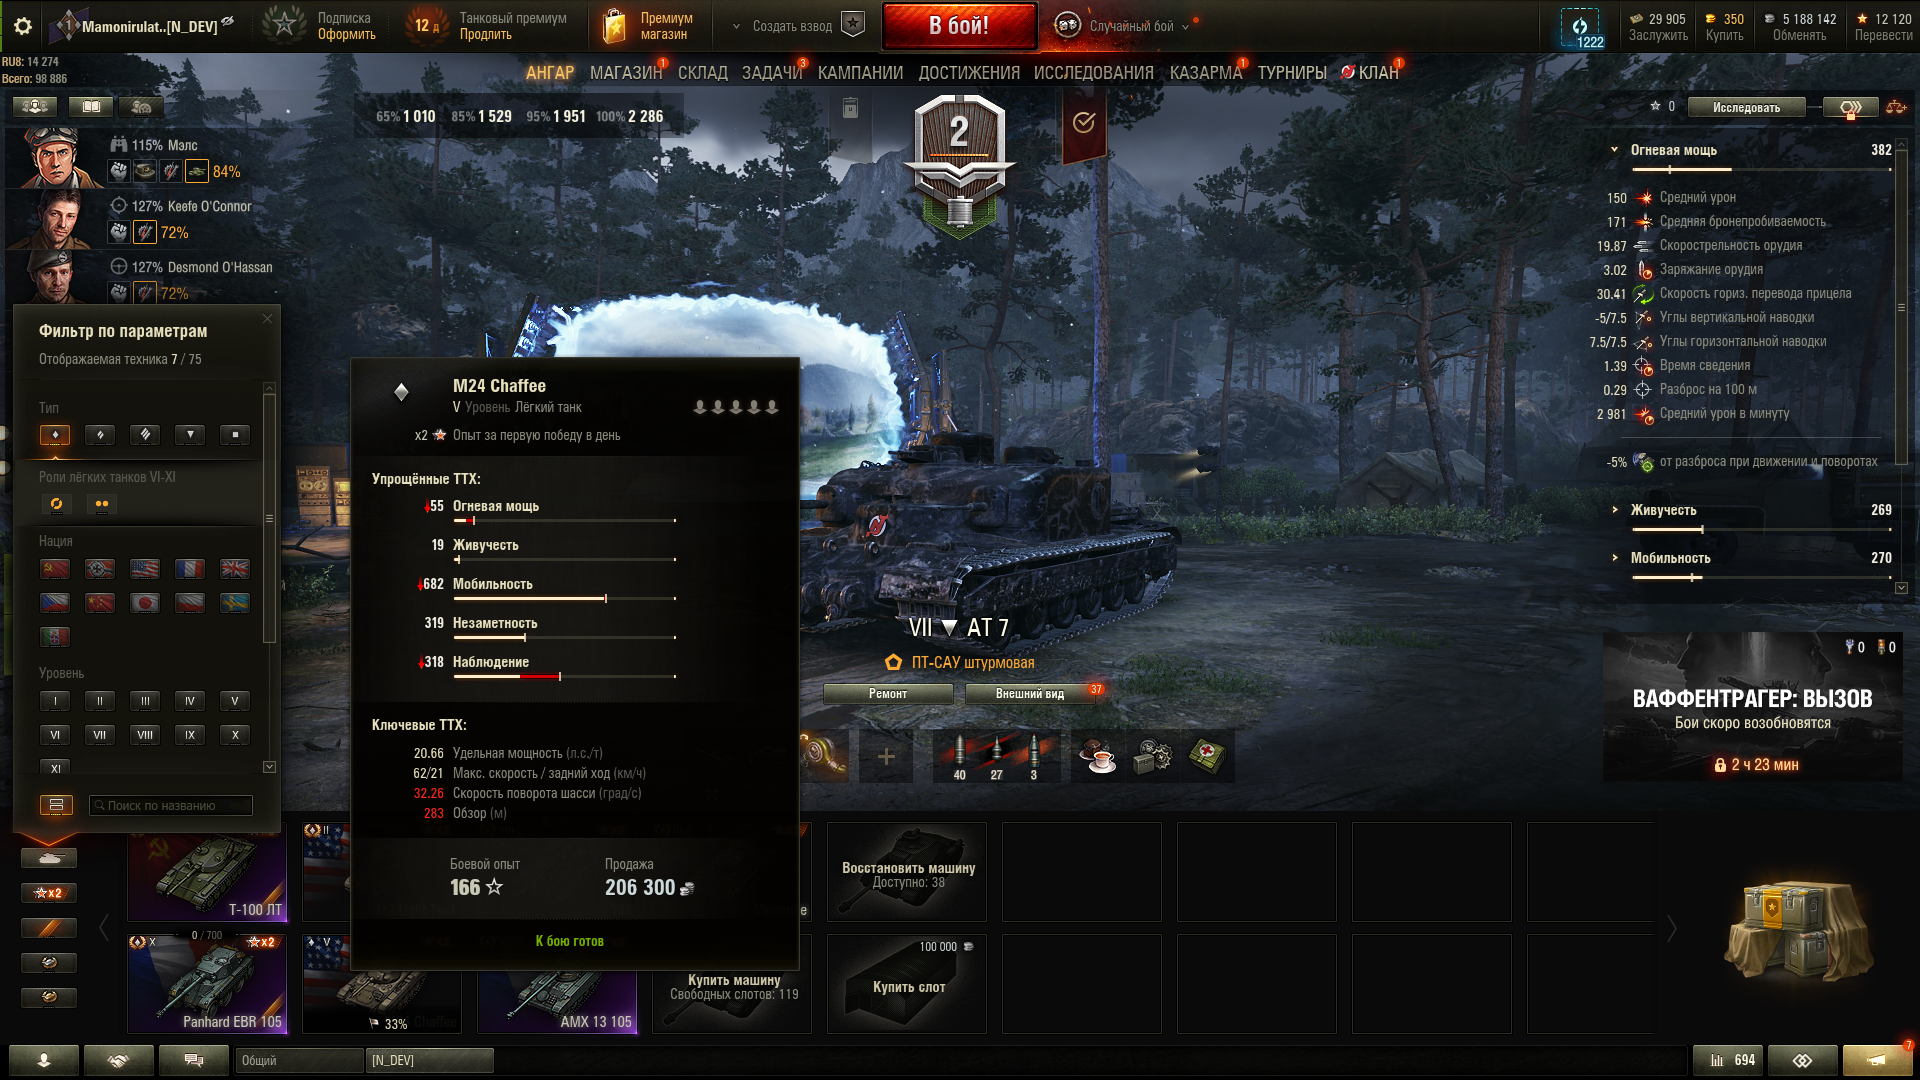 Mamonirulat..[N_DEV]
Подписка
Оформить
12 д
Танковый премиум
Продлить
Премиум
магазин
Создать взвод
В бой!
Случайный бой
1222
29 905
Заслужить
350
Купить
5 188 142
Обменять
12 120
Перевести
RU8: 14 274
Всего: 98 886
АНГАР
МАГАЗИН
1
СКЛАД
ЗАДАЧИ
3
КАМПАНИИ
ДОСТИЖЕНИЯ
ИССЛЕДОВАНИЯ
КАЗАРМА
1
ТУРНИРЫ
КЛАН
1
65% 1 010
85% 1 529
95% 1 951
100% 2 286
2
0
Исследовать
115% Мэлс
84%
127% Keefe O'Connor
72%
127% Desmond O'Hassan
72%
Огневая мощь 382
150 Средний урон
171 Средняя бронепробиваемость
19.87 Скорострельность орудия
3.02 Заряжание орудия
30.41 Скорость гориз. перевода прицела
-5/7.5 Углы вертикальной наводки
7.5/7.5 Углы горизонтальной наводки
1.39 Время сведения
0.29 Разброс на 100 м
2 981 Средний урон в минуту
-5% от разброса при движении и поворотах
Живучесть 269
Мобильность 270
Фильтр по параметрам
Отображаемая техника 7 / 75
Тип
Роли лёгких танков VI-XI
Нация
Уровень
I II III IV V
VI VII VIII IX X
XI
Поиск по названию
M24 Chaffee
V Уровень Лёгкий танк
x2 Опыт за первую победу в день
Упрощённые ТТХ:
55 Огневая мощь
19 Живучесть
682 Мобильность
319 Незаметность
318 Наблюдение
Ключевые ТТХ:
20.66 Удельная мощность (л.с./т)
62/21 Макс. скорость / задний ход (км/ч)
32.26 Скорость поворота шасси (град/с)
283 Обзор (м)
Боевой опыт
166
Продажа
206 300
К бою готов
VII AT 7
ПТ-САУ штурмовая
Ремонт
Внешний вид
37
40
27
3
0
0
ВАФФЕНТРАГЕР: ВЫЗОВ
Бои скоро возобновятся
2 ч 23 мин
x2
Т-100 ЛТ
II
Восстановить машину
Доступно: 38
X
0 / 700
x2
Panhard EBR 105
V
33%
AMX 13 105
Купить машину
Свободных слотов: 119
100 000
Купить слот
Общий
[N_DEV]
694
7